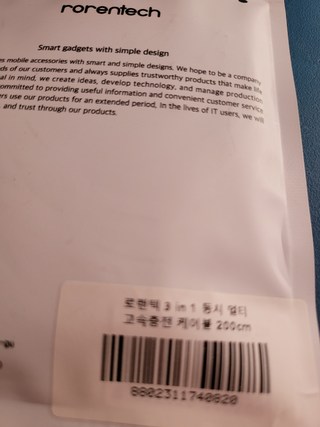 rorentech
Smart gadgets with simple design
es mobile accessories with smart and simple designs. We hope to be a company
ds of our customers and always supplies trustworthy products that make life
al in mind, we create ideas, develop technology, and manage production
ommitted to providing useful information and convenient customer service
ers use our products for an extended period, in the lives of IT users, we will
and trust through our products.
로랜텍 3 in 1 동시 멀티
고속충전 케이블 200cm
8802311740820